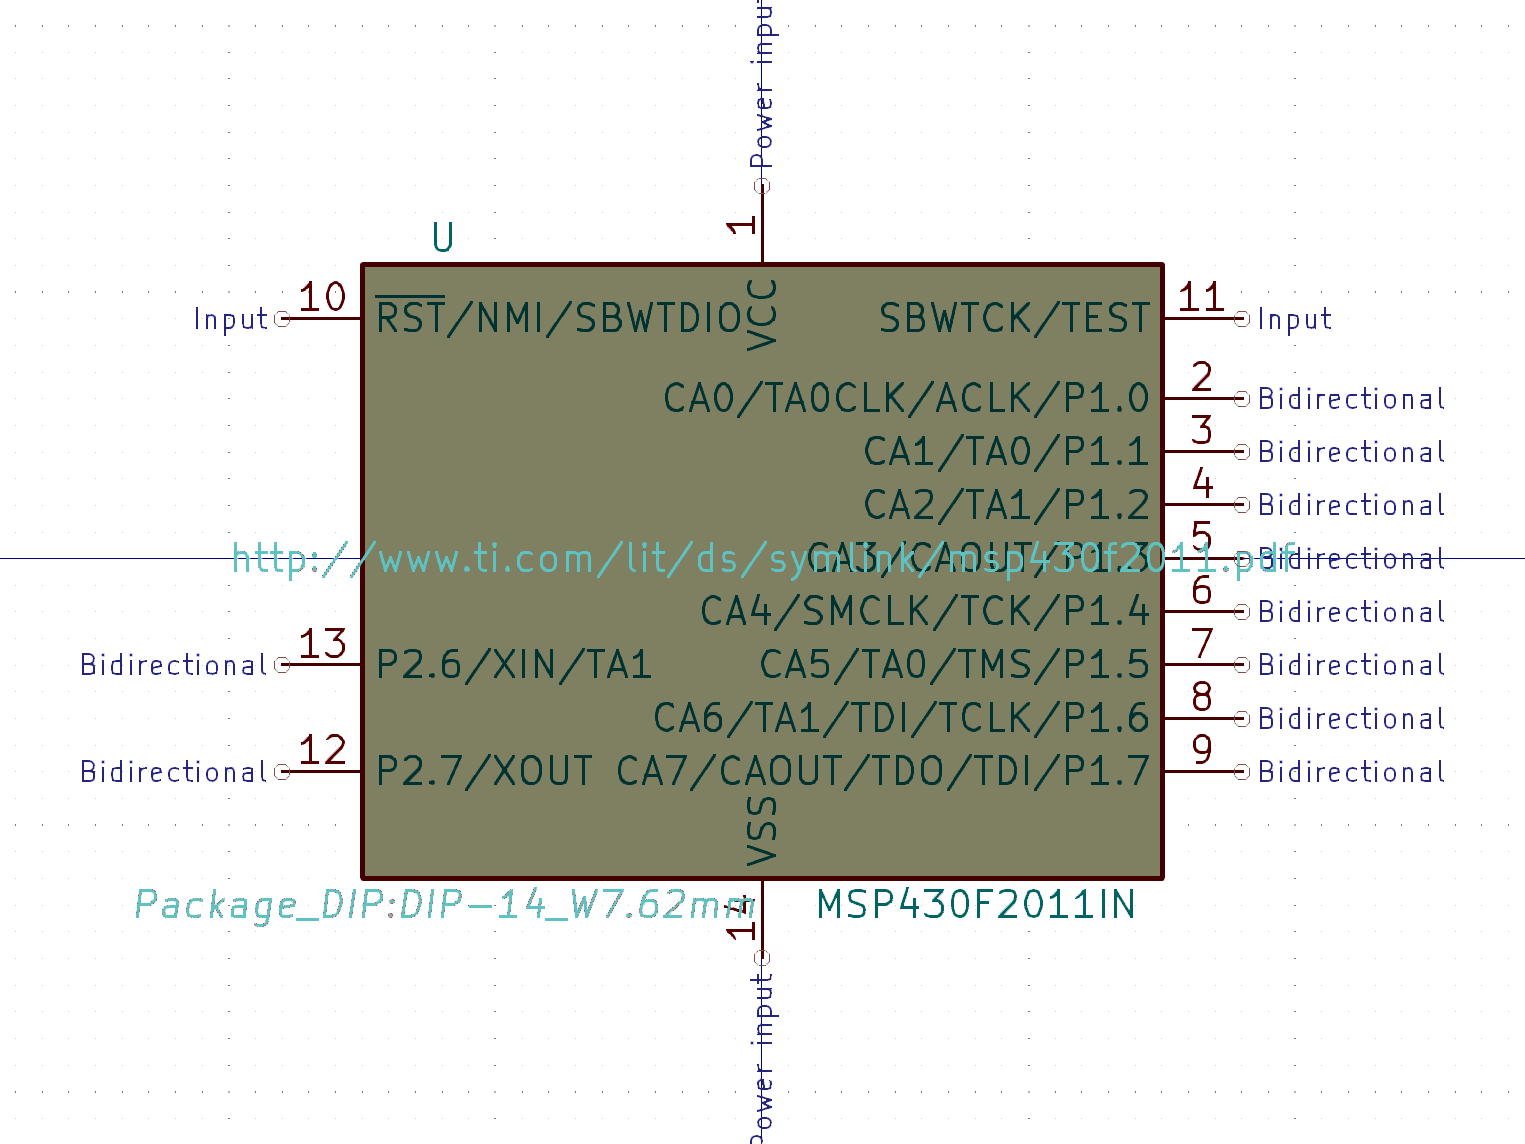 Power input
1
U
VCC
Input 10 RST/NMI/SBWTDIO SBWTCK/TEST 11 Input
CA0/TA0CLK/ACLK/P1.0 2 Bidirectional
CA1/TA0/P1.1 3 Bidirectional
CA2/TA1/P1.2 4 Bidirectional
CA3/CAOUT/P1.3 5 Bidirectional
http://www.ti.com/lit/ds/symlink/msp430f2011.pdf
CA4/SMCLK/TCK/P1.4 6 Bidirectional
Bidirectional 13 P2.6/XIN/TA1 CA5/TA0/TMS/P1.5 7 Bidirectional
CA6/TA1/TDI/TCLK/P1.6 8 Bidirectional
Bidirectional 12 P2.7/XOUT CA7/CAOUT/TDO/TDI/P1.7 9 Bidirectional
VSS
Package_DIP:DIP-14_W7.62mm MSP430F2011IN
14
Power input